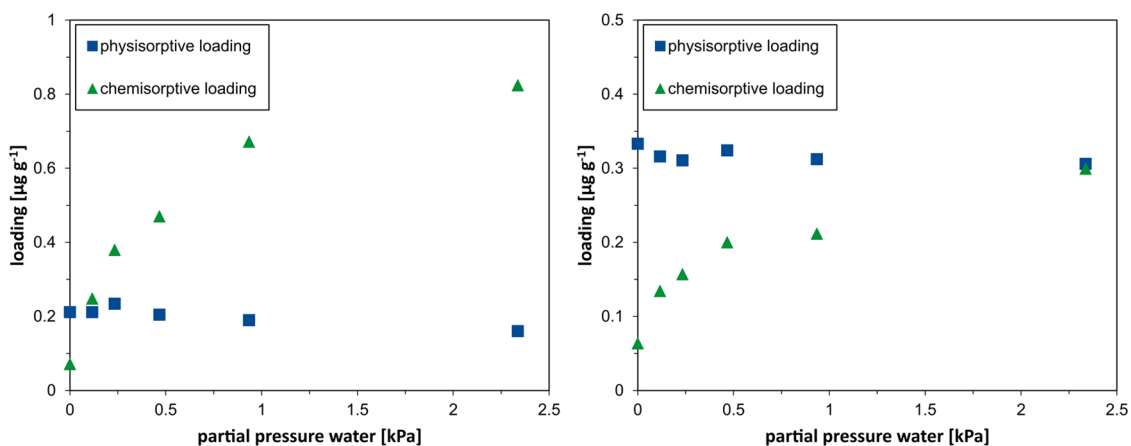 1
0.8
0.6
0.4
0.2
0
loading [µg g-1]
physisorptive loading
chemisorptive loading
0 0.5 1 1.5 2 2.5
partial pressure water [kPa]
0.5
0.4
0.3
0.2
0.1
0
loading [µg g-1]
physisorptive loading
chemisorptive loading
0 0.5 1 1.5 2 2.5
partial pressure water [kPa]